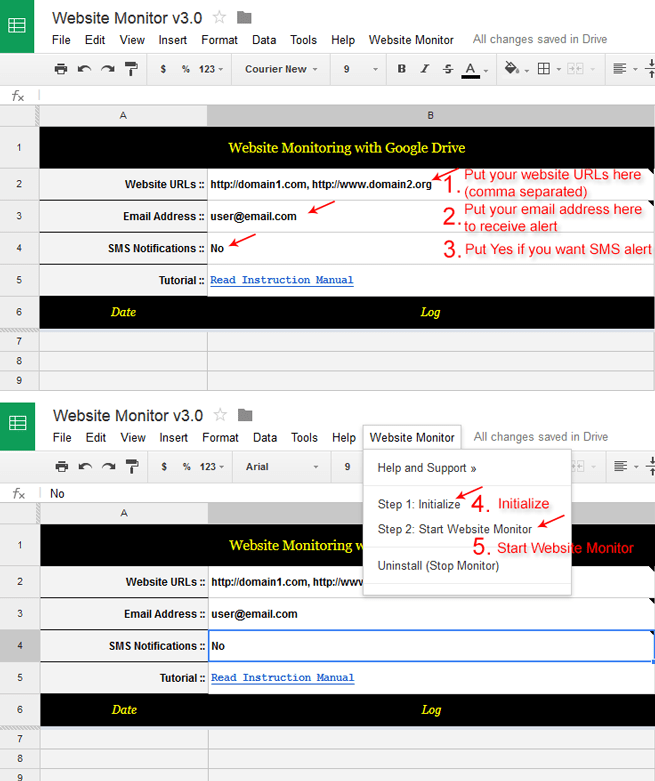 Website Monitor v3.0
File Edit View Insert Format Data Tools Help Website Monitor All changes saved in Drive
$ % 123 Courier New 9 B I S A
fx
A B
1 Website Monitoring with Google Drive
2 Website URLs :: http://domain1.com, http://www.domain2.org 1. Put your website URLs here
(comma separated)
3 Email Address :: user@email.com 2. Put your email address here
to receive alert
4 SMS Notifications :: No 3. Put Yes if you want SMS alert
5 Tutorial :: Read Instruction Manual
6 Date Log
7
8
9
Website Monitor v3.0
File Edit View Insert Format Data Tools Help Website Monitor All changes saved in Drive
$ % 123 Arial 9
Help and Support »
fx No
Step 1: Initialize 4. Initialize
A
Step 2: Start Website Monitor
1 Website Monitoring w 5. Start Website Monitor
Uninstall (Stop Monitor)
2 Website URLs :: http://domain1.com, http://www
3 Email Address :: user@email.com
4 SMS Notifications :: No
5 Tutorial :: Read Instruction Manual
6 Date Log
7
8
9